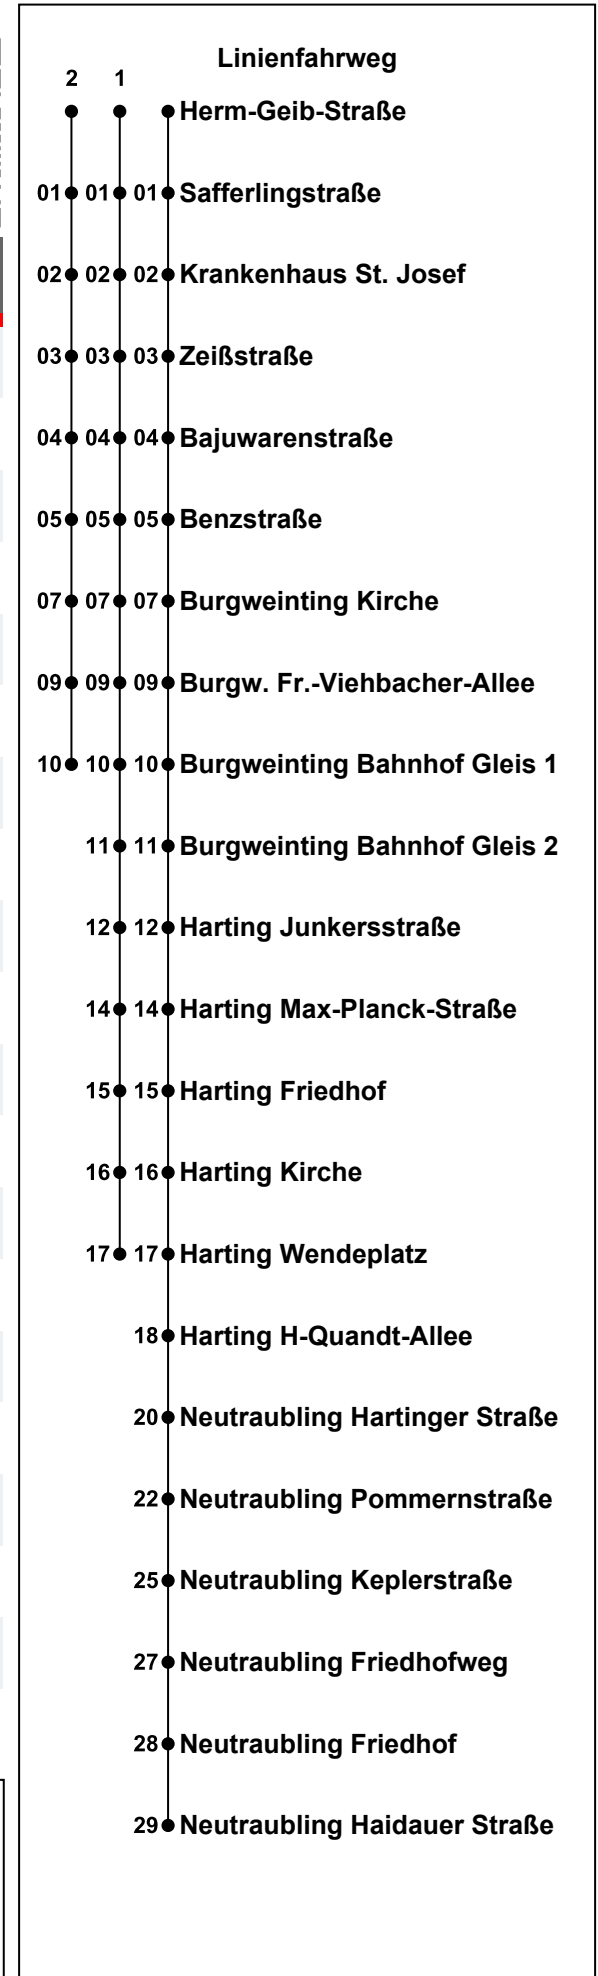 Linienfahrweg
2 1
Herm-Geib-Straße
01 01 01 Safferlingstraße
02 02 02 Krankenhaus St. Josef
03 03 03 Zeißstraße
04 04 04 Bajuwarenstraße
05 05 05 Benzstraße
07 07 07 Burgweinting Kirche
09 09 09 Burgw. Fr.-Viehbacher-Allee
10 10 10 Burgweinting Bahnhof Gleis 1
11 11 Burgweinting Bahnhof Gleis 2
12 12 Harting Junkersstraße
14 14 Harting Max-Planck-Straße
15 15 Harting Friedhof
16 16 Harting Kirche
17 17 Harting Wendeplatz
18 Harting H-Quandt-Allee
20 Neutraubling Hartinger Straße
22 Neutraubling Pommernstraße
25 Neutraubling Keplerstraße
27 Neutraubling Friedhofweg
28 Neutraubling Friedhof
29 Neutraubling Haidauer Straße